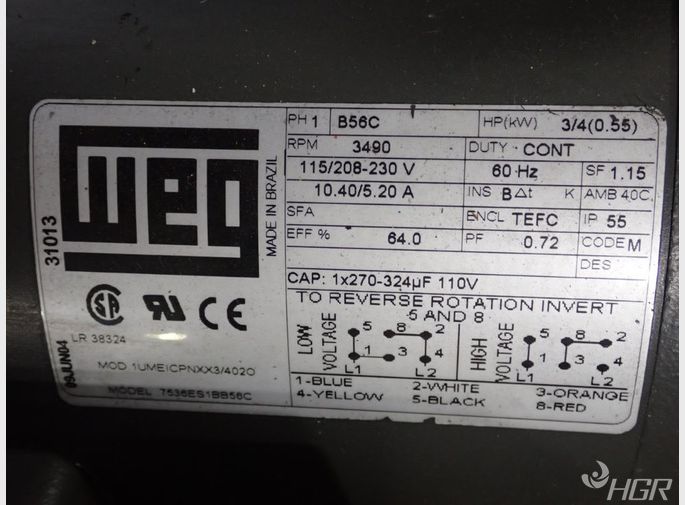 WEG
MADE IN BRAZIL
31013
LR 38324
09JUN04
MOD 1UMEICPNXX3/402O
MODEL 7536ES1BB56C
PH 1 B56C HP(kW) 3/4(0.55)
RPM 3490 DUTY CONT
115/208-230 V 60 Hz SF 1.15
10.40/5.20 A INS B Δt K AMB 40C
SFA ENCL TEFC IP 55
EFF % 64.0 PF 0.72 CODE M
DES
CAP: 1x270-324µF 110V
TO REVERSE ROTATION INVERT
5 AND 8
LOW VOLTAGE 5 8 2
1 3 4
L1 L2
HIGH VOLTAGE 5 8 2
1 3 4
L1 L2
1-BLUE 2-WHITE 3-ORANGE
4-YELLOW 5-BLACK 8-RED
HGR